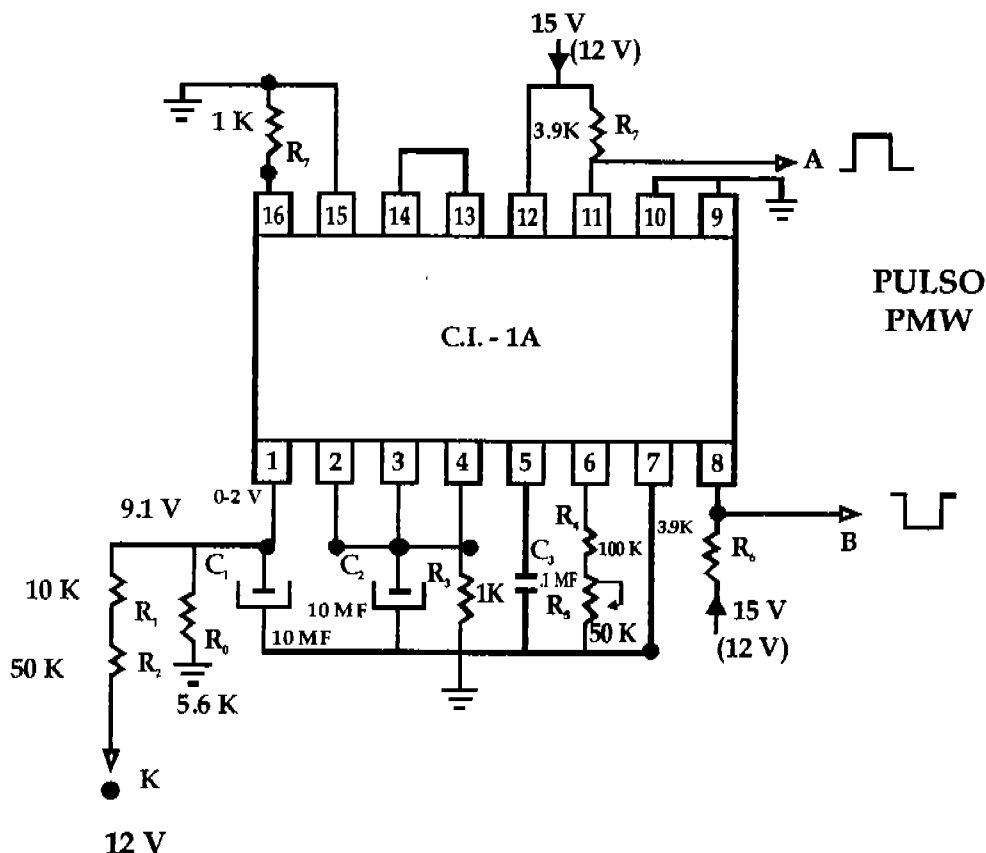 15 V
(12 V)
1 K
R₇
3.9K
R₇
A
16
15
14
13
12
11
10
9
PULSO
PMW
C.I. - 1A
1
2
3
4
5
6
7
8
9.1 V
0-2 V
10 K
R₁
50 K
R₂
R₀
5.6 K
C₁
10 MF
C₂
10 MF
R₃
1K
C₃
.1 MF
R₄
100 K
R₅
50 K
3.9K
R₆
B
15 V
(12 V)
K
12 V